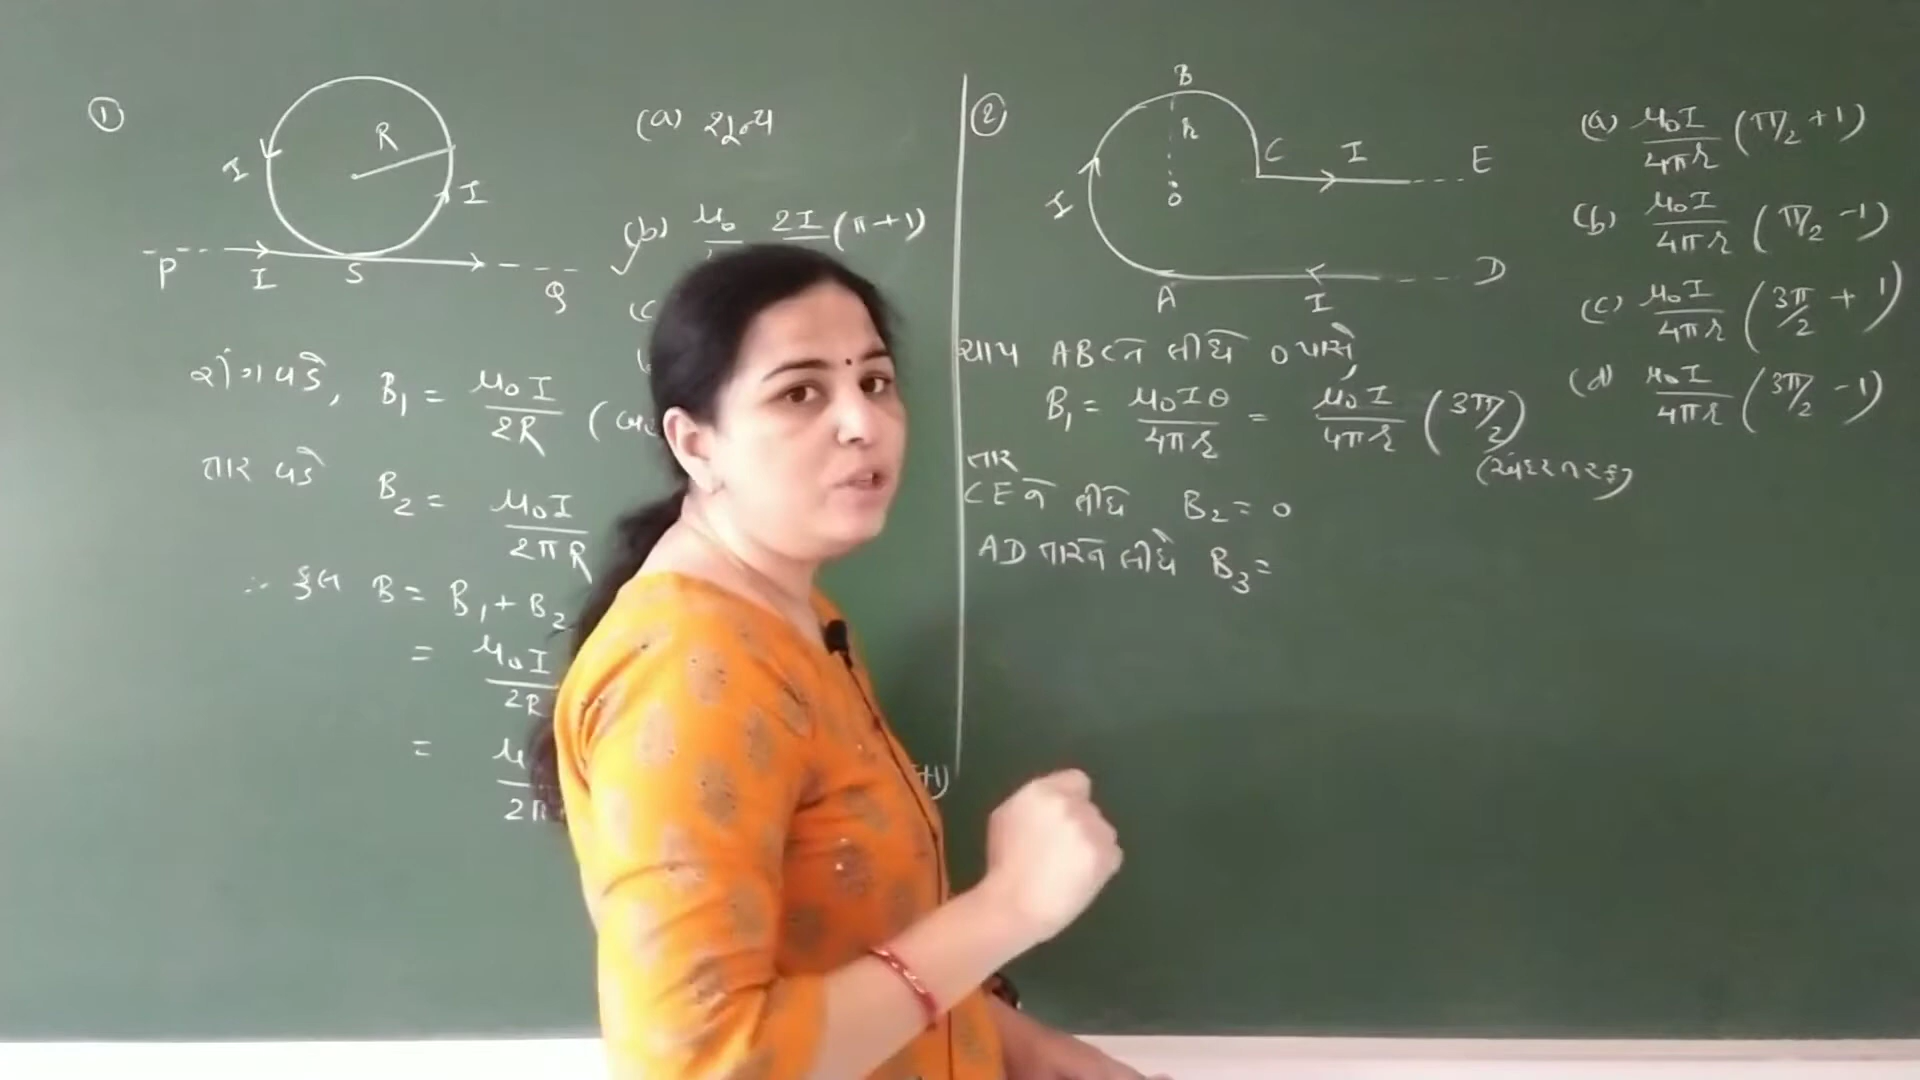 ①
R
I
I
P
I
S
Q
(a) શૂન્ય
(b) μ₀ 2I (π+1)
(c
રીંગ વડે, B₁ = μ₀I / 2R (
તાર વડે B₂ = μ₀I / 2πR
∴ કુલ B = B₁ + B₂
= μ₀I / 2R
=
+1)
②
B
r
O
C
I
E
I
A
I
D
(a) μ₀I / 4πr (π/2 + 1)
(b) μ₀I / 4πr (π/2 - 1)
(c) μ₀I / 4πr (3π/2 + 1)
(d) μ₀I / 4πr (3π/2 - 1)
ચાપ ABCને લીધે O પાસે,
B₁ = μ₀Iθ / 4πr = μ₀I / 4πr (3π/2)
(અંદર તરફ)
તાર
CE ને લીધે B₂ = 0
AD તારને લીધે B₃ =